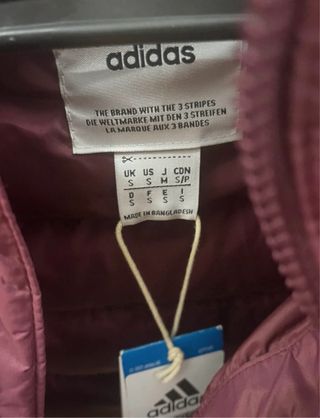 adidas
THE BRAND WITH THE 3 STRIPES
DIE WELTMARKE MIT DEN 3 STREIFEN
LA MARQUE AUX 3 BANDES
UK US J CDN
S S M S/P
D F E I
S S S S
MADE IN BANGLADESH